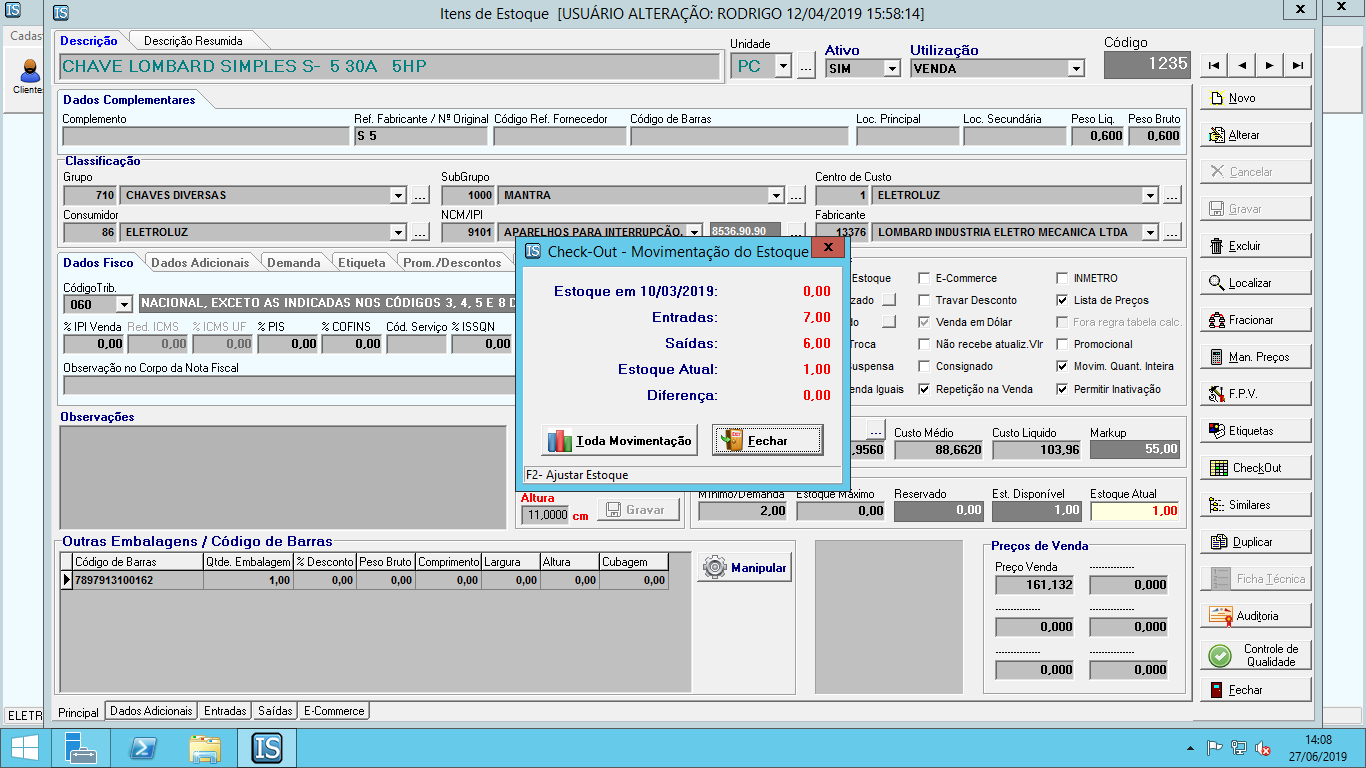 IS
Itens de Estoque [USUÁRIO ALTERAÇÃO: RODRIGO 12/04/2019 15:58:14]
Cadast
Clientes
Descrição Descrição Resumida
CHAVE LOMBARD SIMPLES S- 5 30A 5HP
Unidade
PC
...
Ativo
SIM
Utilização
VENDA
Código
1235
Dados Complementares
Complemento Ref. Fabricante / Nº Original Código Ref. Fornecedor Código de Barras Loc. Principal Loc. Secundária Peso Liq. Peso Bruto
S 5 0,600 0,600
Classificação
Grupo SubGrupo Centro de Custo
710 CHAVES DIVERSAS ... 1000 MANTRA ... 1 ELETROLUZ ...
Consumidor NCM/IPI Fabricante
86 ELETROLUZ ... 9101 APARELHOS PARA INTERRUPÇÃO, 8536.90.90 ... 13376 LOMBARD INDUSTRIA ELETRO MECANICA LTDA ...
Dados Fisco Dados Adicionais Demanda Etiqueta Prom./Descontos
CódigoTrib.
060 NACIONAL, EXCETO AS INDICADAS NOS CÓDIGOS 3, 4, 5 E 8 D
% IPI Venda Red. ICMS % ICMS UF % PIS % COFINS Cód. Serviço % ISSQN
0,00 0,00 0,00 0,00 0,00 0,00
Observação no Corpo da Nota Fiscal
Observações
IS Check-Out - Movimentação do Estoque
Estoque em 10/03/2019: 0,00
Entradas: 7,00
Saídas: 6,00
Estoque Atual: 1,00
Diferença: 0,00
Toda Movimentação Fechar
F2- Ajustar Estoque
Estoque E-Commerce INMETRO
zado Travar Desconto Lista de Preços
do Venda em Dólar Fora regra tabela calc.
Troca Não recebe atualiz.Vlr Promocional
uspensa Consignado Movim. Quant. Inteira
enda Iguais Repetição na Venda Permitir Inativação
... Custo Médio Custo Liquido Markup
,9560 88,6620 103,96 55,00
Altura
11,0000 cm Gravar
Mínimo/Demanda Estoque Máximo Reservado Est. Disponível Estoque Atual
2,00 0,00 0,00 1,00 1,00
Outras Embalagens / Código de Barras
Código de Barras Qtde. Embalagem % Desconto Peso Bruto Comprimento Largura Altura Cubagem
7897913100162 1,00 0,00 0,00 0,00 0,00 0,00 0,00
Manipular
Preços de Venda
Preço Venda ---------------
161,132 0,000
--------------- ---------------
0,000 0,000
--------------- ---------------
0,000 0,000
Novo
Alterar
Cancelar
Gravar
Excluir
Localizar
Fracionar
Man. Preços
F.P.V.
Etiquetas
CheckOut
Similares
Duplicar
Ficha Técnica
Auditoria
Controle de
Qualidade
Fechar
Principal Dados Adicionais Entradas Saídas E-Commerce
ELETR
IS
14:08
27/06/2019